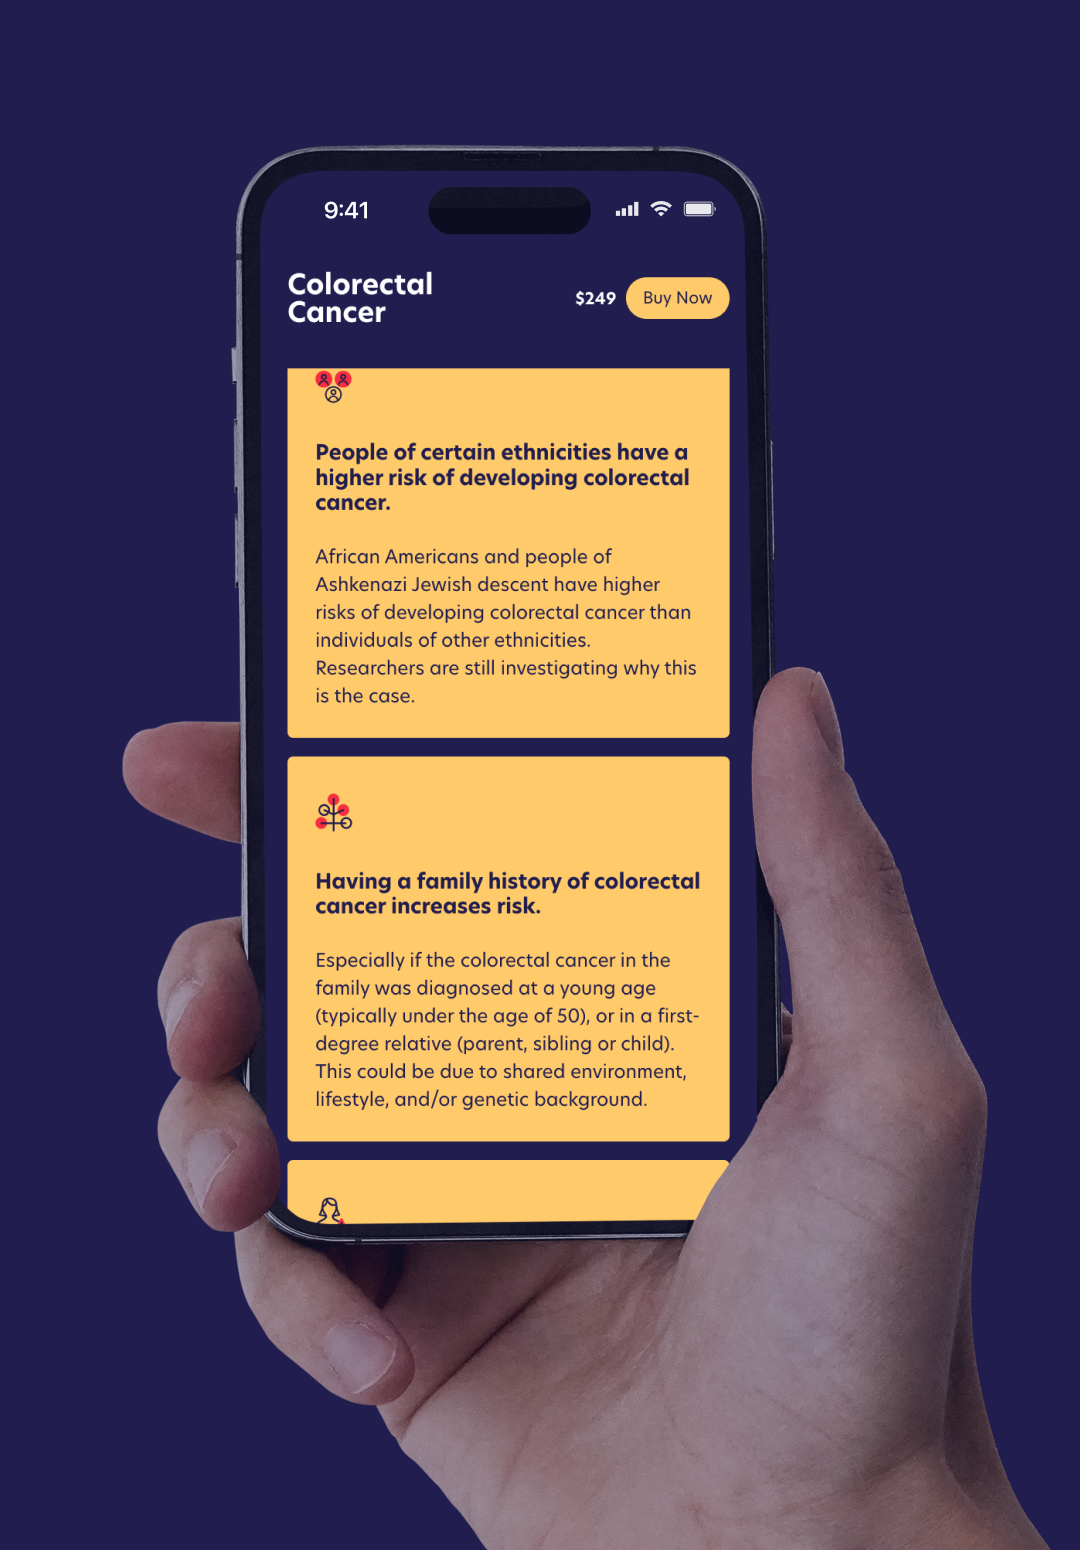 9:41
Colorectal
Cancer
$249
Buy Now
People of certain ethnicities have a
higher risk of developing colorectal
cancer.
African Americans and people of
Ashkenazi Jewish descent have higher
risks of developing colorectal cancer than
individuals of other ethnicities.
Researchers are still investigating why this
is the case.
Having a family history of colorectal
cancer increases risk.
Especially if the colorectal cancer in the
family was diagnosed at a young age
(typically under the age of 50), or in a first-
degree relative (parent, sibling or child).
This could be due to shared environment,
lifestyle, and/or genetic background.